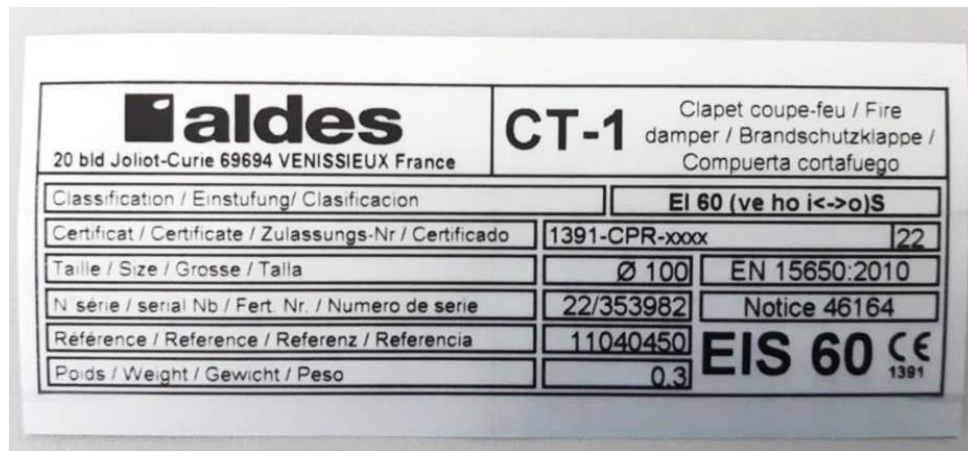 aldes
20 bld Joliot-Curie 69694 VENISSIEUX France
CT-1
Clapet coupe-feu / Fire
damper / Brandschutzklappe /
Compuerta cortafuego
Classification / Einstufung/ Clasificacion
EI 60 (ve ho i<->o)S
Certificat / Certificate / Zulassungs-Nr / Certificado
1391-CPR-xxxx 22
Taille / Size / Grosse / Talla
Ø 100
EN 15650:2010
N°série / serial Nb / Fert. Nr. / Numero de serie
22/353982
Notice 46164
Référence / Reference / Referenz / Referencia
11040450
Poids / Weight / Gewicht / Peso
0.3
EIS 60 CE
1391